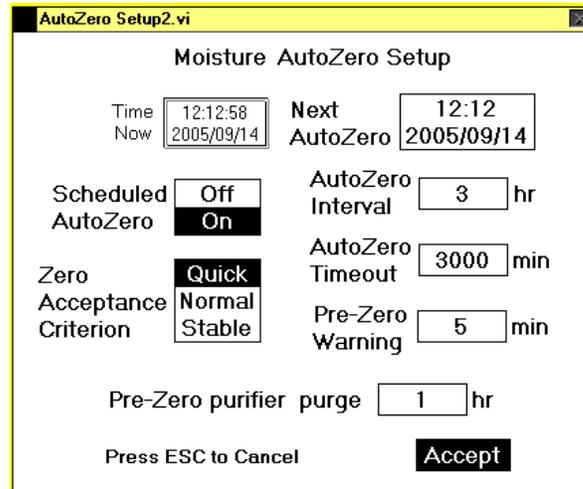 AutoZero Setup2.vi
Moisture AutoZero Setup
Time Now
12:12:58
2005/09/14
Next AutoZero
12:12
2005/09/14
Scheduled AutoZero
Off
On
AutoZero Interval
3 hr
Zero Acceptance Criterion
Quick
Normal
Stable
AutoZero Timeout
3000 min
Pre-Zero Warning
5 min
Pre-Zero purifier purge 1 hr
Press ESC to Cancel
Accept